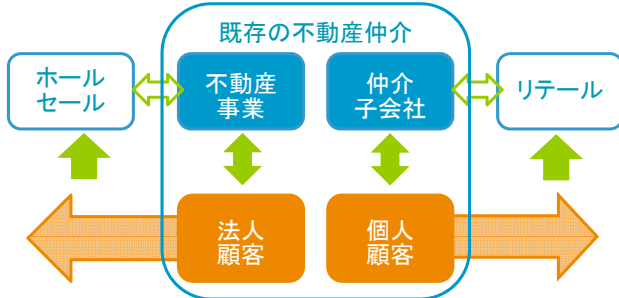 既存の不動産仲介
ホール
セール
不動産
事業
仲介
子会社
リテール
法人
顧客
個人
顧客